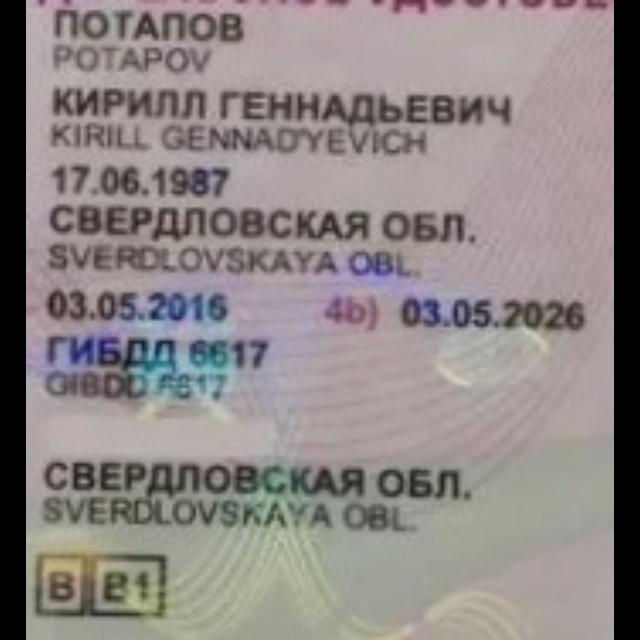 ПОТАПОВ
POTAPOV
КИРИЛЛ ГЕННАДЬЕВИЧ
KIRILL GENNAD'YEVICH
17.06.1987
СВЕРДЛОВСКАЯ ОБЛ.
SVERDLOVSKAYA OBL.
03.05.2016 4b) 03.05.2026
ГИБДД 6617
GIBDD 6617
СВЕРДЛОВСКАЯ ОБЛ.
SVERDLOVSKAYA OBL.
B B1